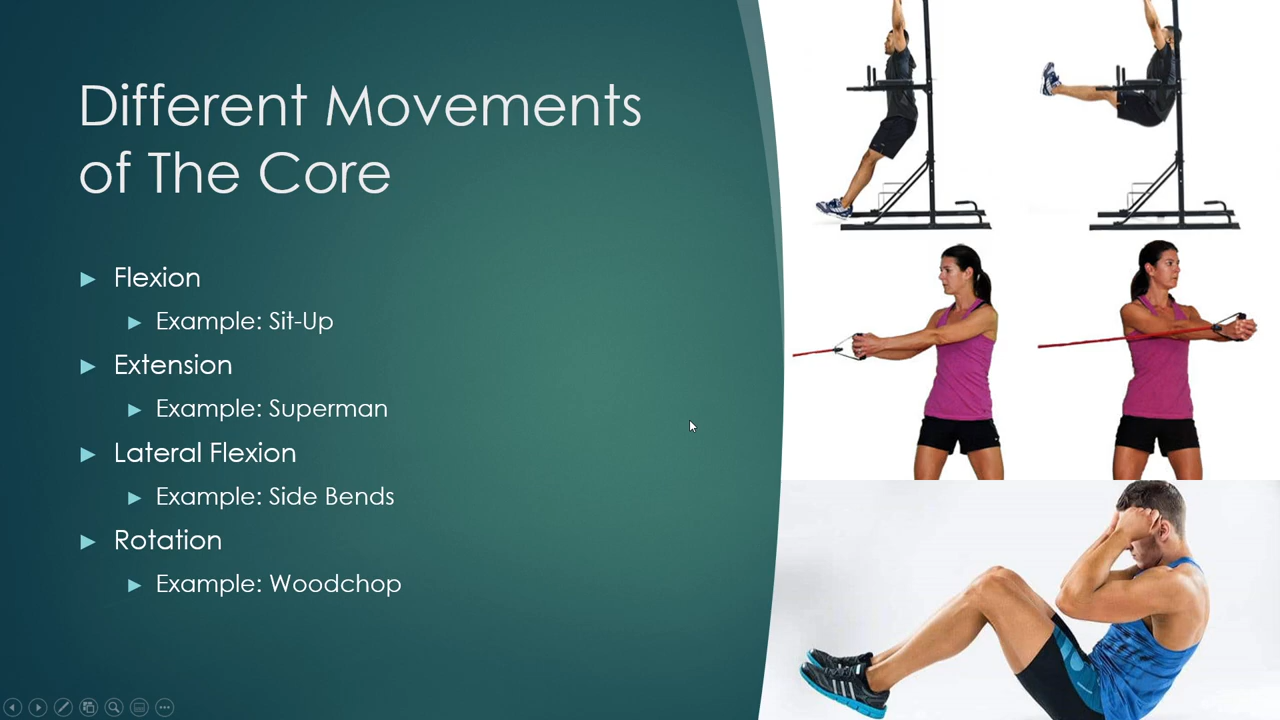 Different Movements
of The Core
Flexion
Example: Sit-Up
Extension
Example: Superman
Lateral Flexion
Example: Side Bends
Rotation
Example: Woodchop